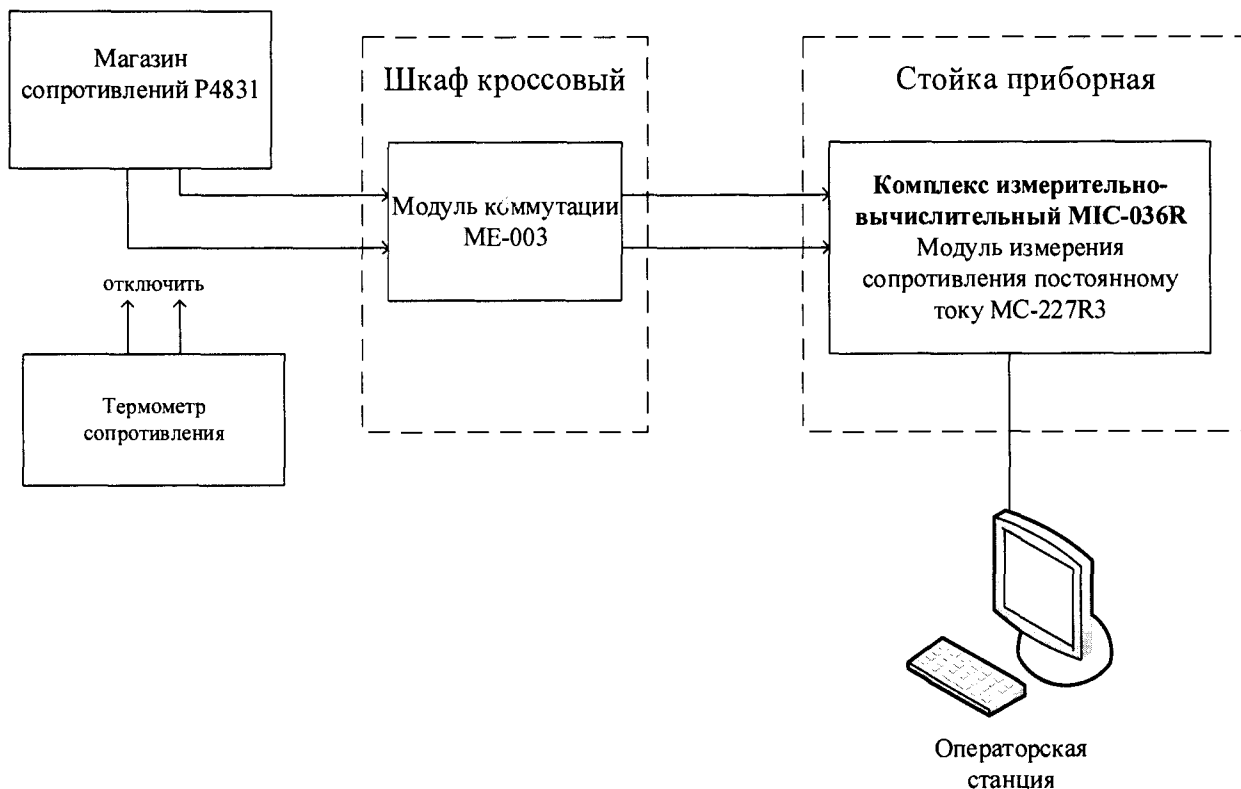 Магазин
сопротивлений Р4831
Шкаф кроссовый
Стойка приборная
Модуль коммутации
МЕ-003
Комплекс измерительно-
вычислительный MIC-036R
Модуль измерения
сопротивления постоянному
току МС-227R3
отключить
Термометр
сопротивления
Операторская
станция